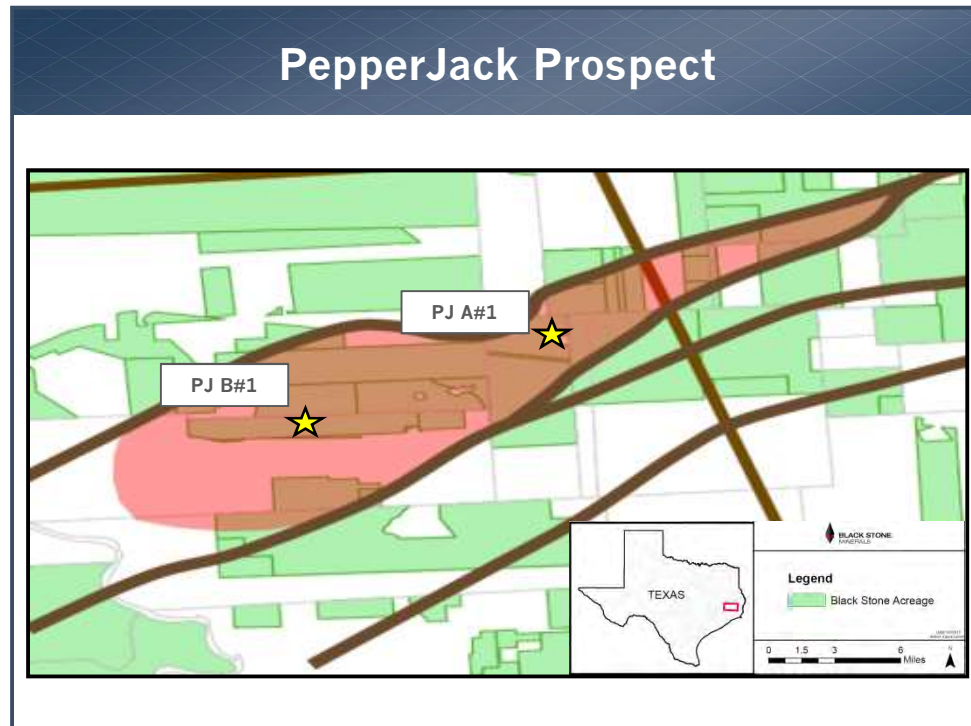 PepperJack Prospect
PJ A#1
PJ B#1
TEXAS
BLACK STONE
MINERALS
Legend
Black Stone Acreage
0 1.5 3 6
Miles
N